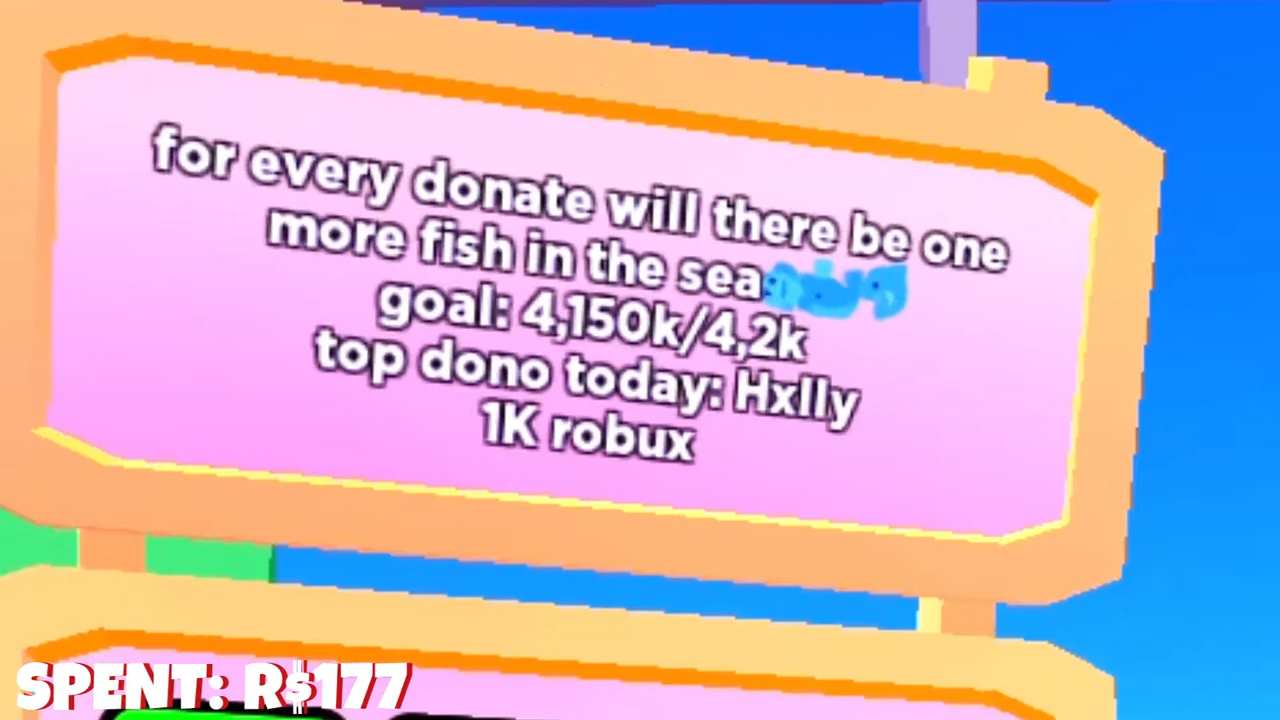 for every donate will there be one
more fish in the sea
goal: 4,150k/4,2k
top dono today: Hxlly
1K robux
SPENT: R$177